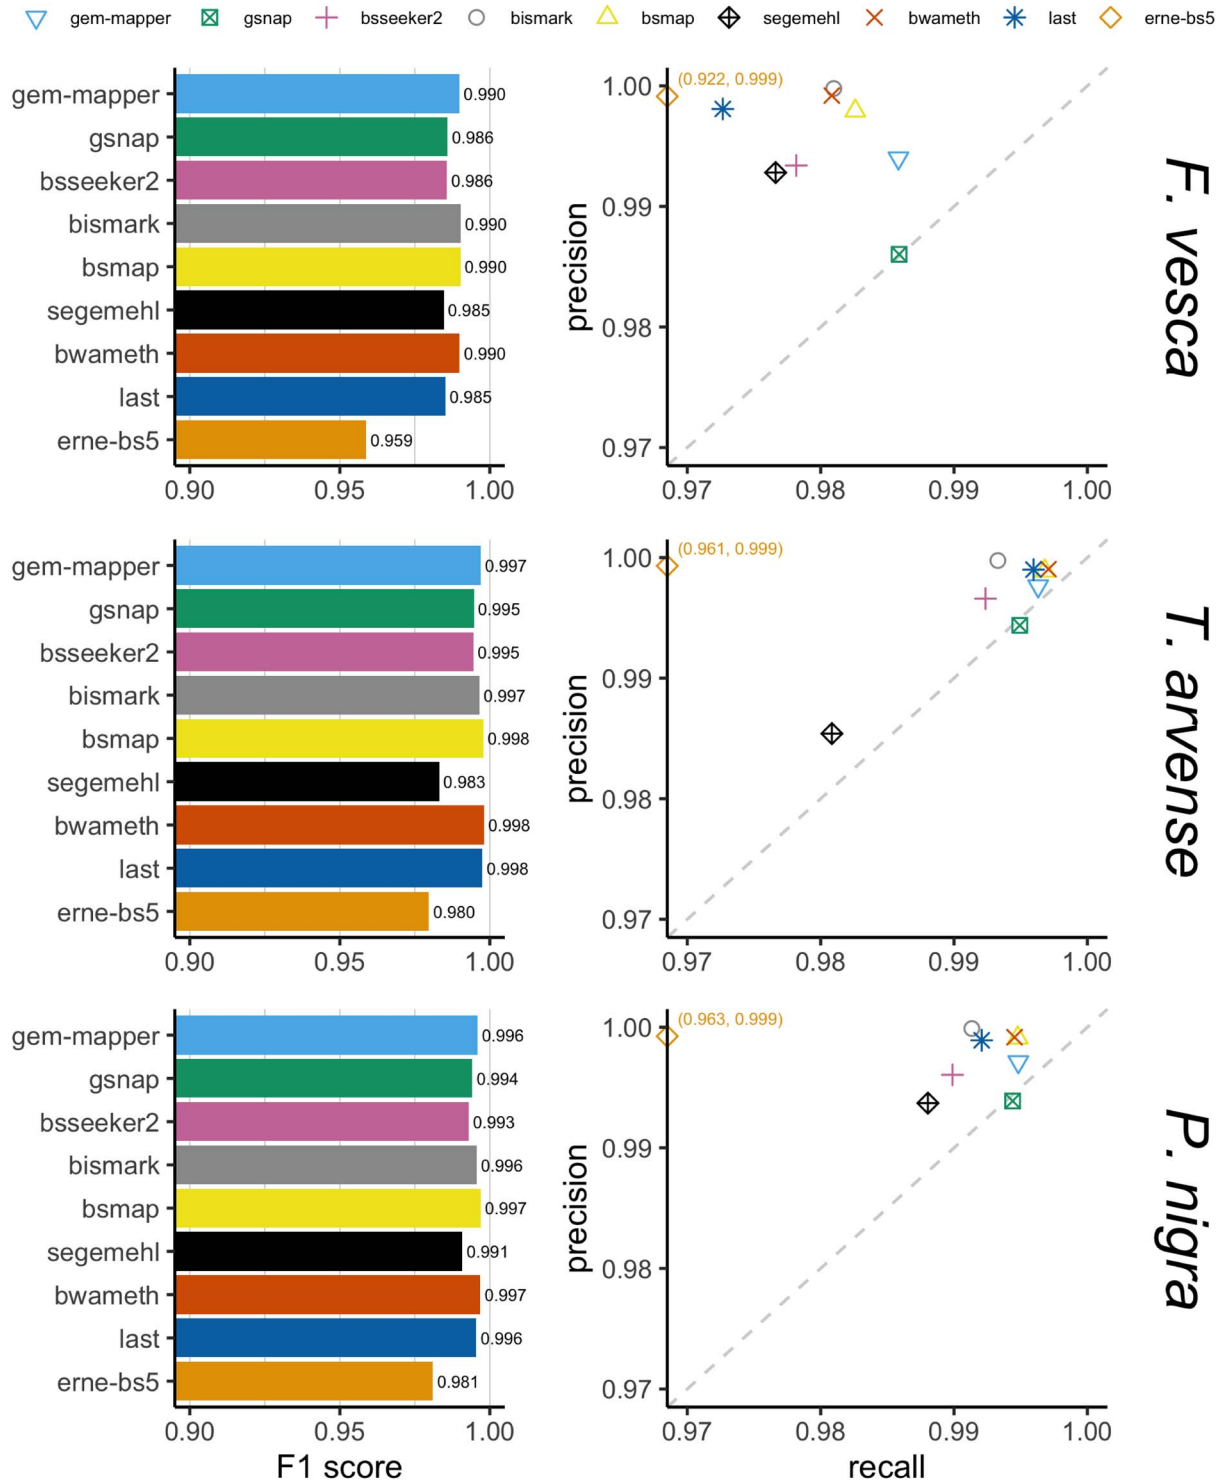 gem-mapper gsnap bsseeker2 bismark bsmap segemehl bwameth last erne-bs5
gem-mapper 0.990
gsnap 0.986
bsseeker2 0.986
bismark 0.990
bsmap 0.990
segemehl 0.985
bwameth 0.990
last 0.985
erne-bs5 0.959
0.90 0.95 1.00
(0.922, 0.999)
1.00
0.99
0.98
0.97
precision
0.97 0.98 0.99 1.00
F. vesca
gem-mapper 0.997
gsnap 0.995
bsseeker2 0.995
bismark 0.997
bsmap 0.998
segemehl 0.983
bwameth 0.998
last 0.998
erne-bs5 0.980
0.90 0.95 1.00
(0.961, 0.999)
1.00
0.99
0.98
0.97
precision
0.97 0.98 0.99 1.00
T. arvense
gem-mapper 0.996
gsnap 0.994
bsseeker2 0.993
bismark 0.996
bsmap 0.997
segemehl 0.991
bwameth 0.997
last 0.996
erne-bs5 0.981
0.90 0.95 1.00
F1 score
(0.963, 0.999)
1.00
0.99
0.98
0.97
precision
0.97 0.98 0.99 1.00
recall
P. nigra